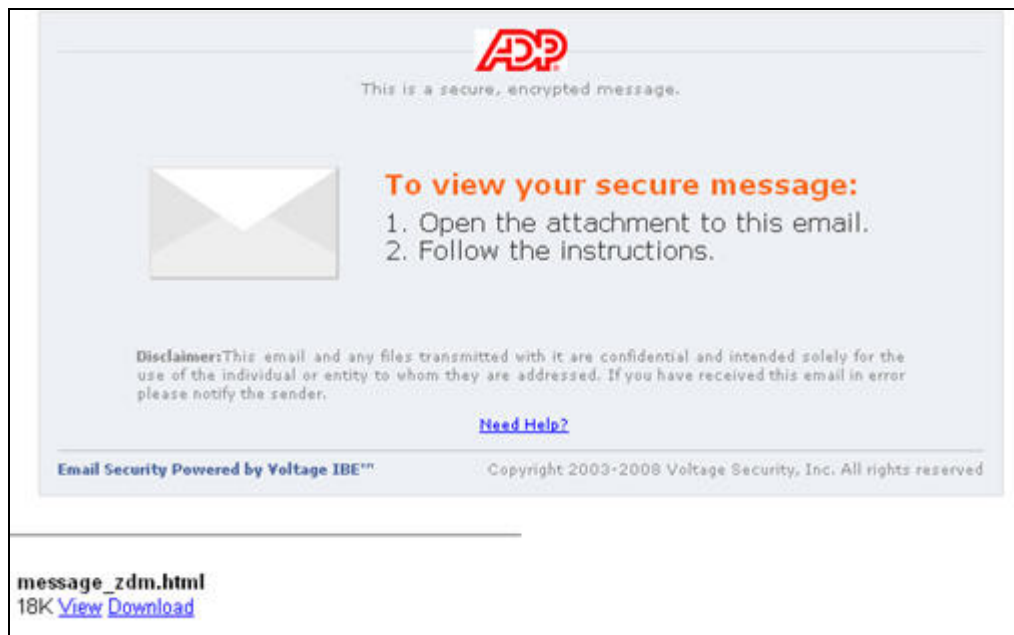 ADP
This is a secure, encrypted message.
To view your secure message:
1. Open the attachment to this email.
2. Follow the instructions.
Disclaimer:This email and any files transmitted with it are confidential and intended solely for the
use of the individual or entity to whom they are addressed. If you have received this email in error
please notify the sender.
Need Help?
Email Security Powered by Voltage IBE™
Copyright 2003-2008 Voltage Security, Inc. All rights reserved
message_zdm.html
18K View Download